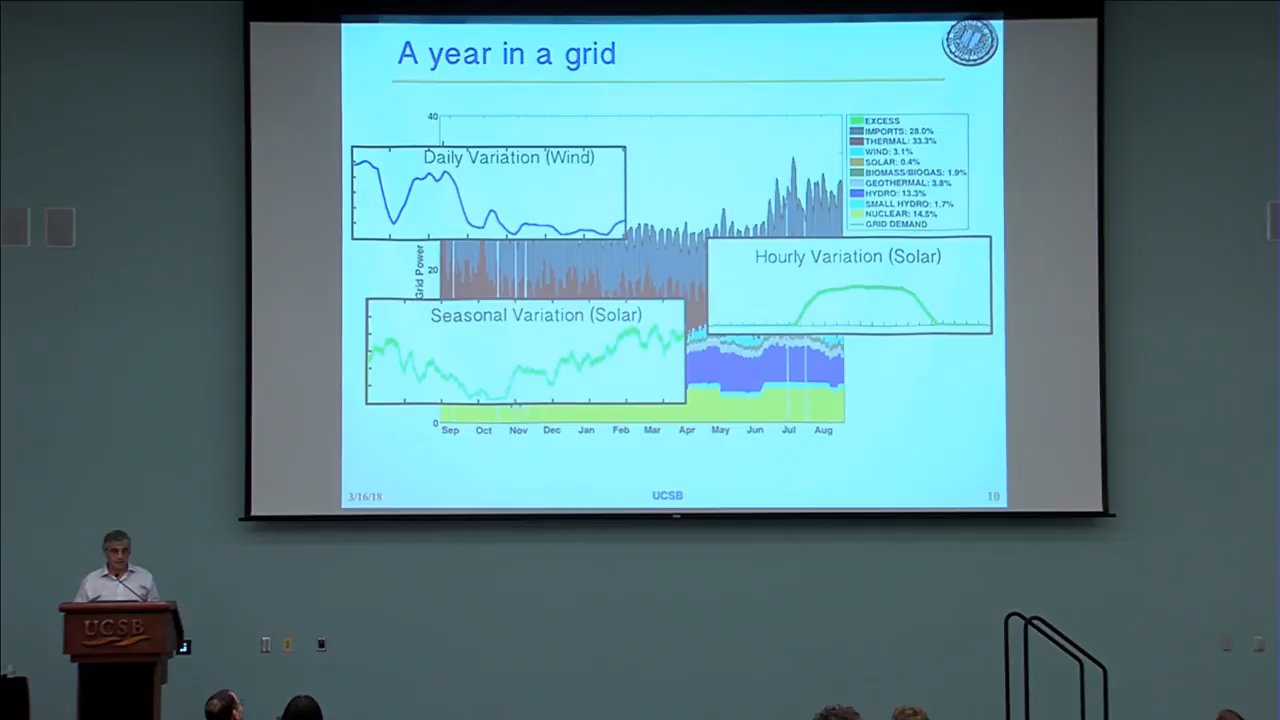 A year in a grid
40
EXCESS
IMPORTS: 28.0%
THERMAL: 33.3%
WIND: 3.1%
SOLAR: 0.4%
BIOMASS/BIOGAS: 1.9%
GEOTHERMAL: 3.8%
HYDRO: 13.3%
SMALL HYDRO: 1.7%
NUCLEAR: 14.5%
GRID DEMAND
Daily Variation (Wind)
Hourly Variation (Solar)
Grid Power
20
Seasonal Variation (Solar)
0
Sep Oct Nov Dec Jan Feb Mar Apr May Jun Jul Aug
3/16/18 UCSB 10
UCSB